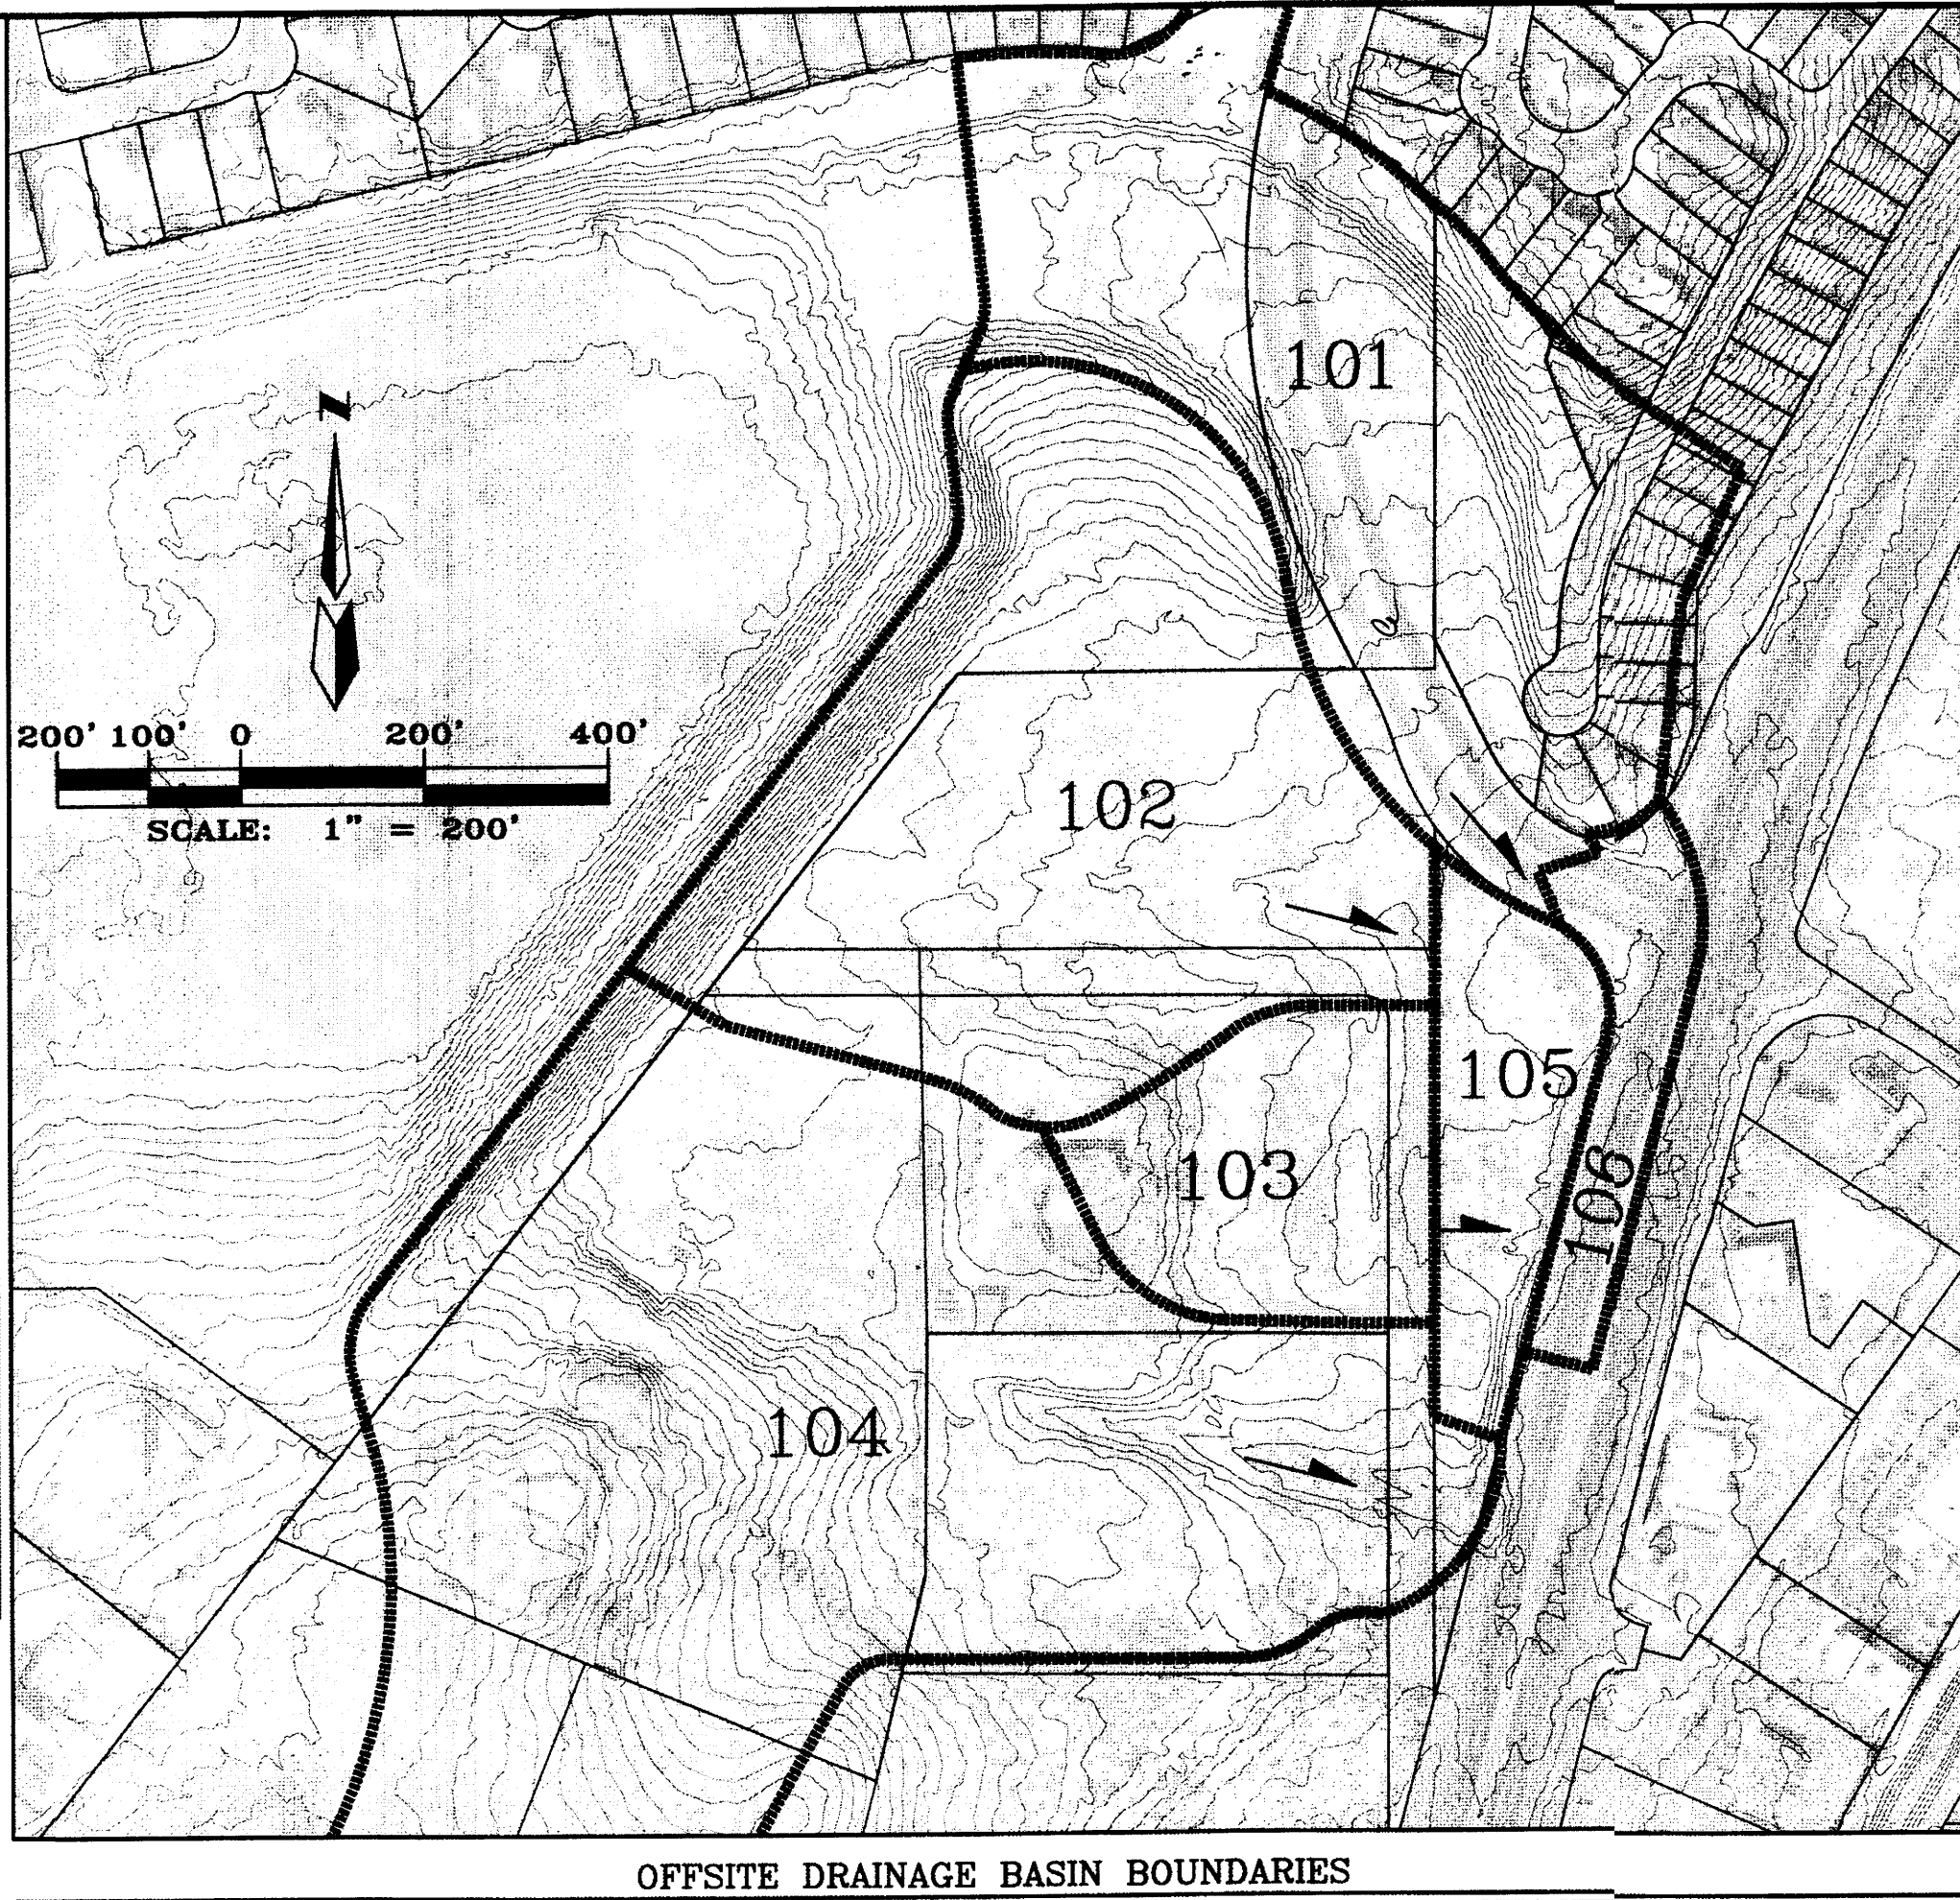 101
N
200' 100' 0 200' 400'
SCALE: 1" = 200'
102
105
103
106
104
OFFSITE DRAINAGE BASIN BOUNDARIES